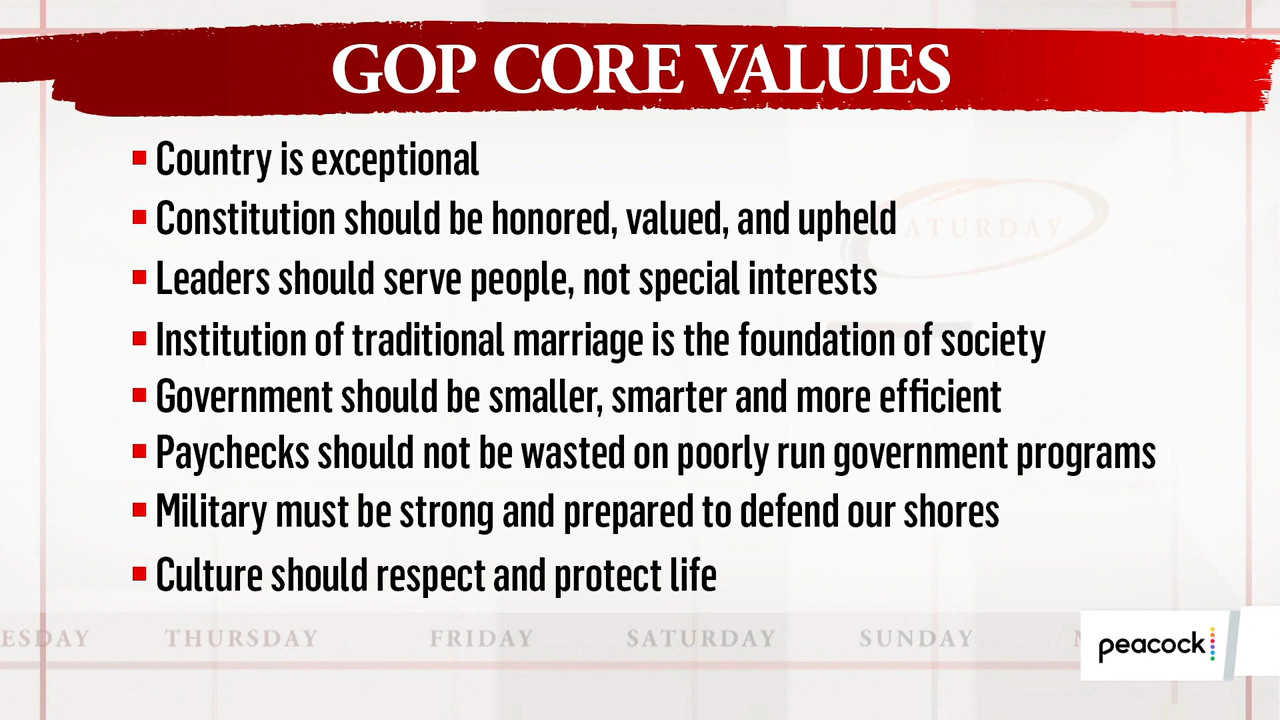 GOP CORE VALUES
Country is exceptional
Constitution should be honored, valued, and upheld
ATURDAY
Leaders should serve people, not special interests
Institution of traditional marriage is the foundation of society
Government should be smaller, smarter and more efficient
Paychecks should not be wasted on poorly run government programs
Military must be strong and prepared to defend our shores
Culture should respect and protect life
ESDAY THURSDAY FRIDAY SATURDAY SUNDAY
peacock